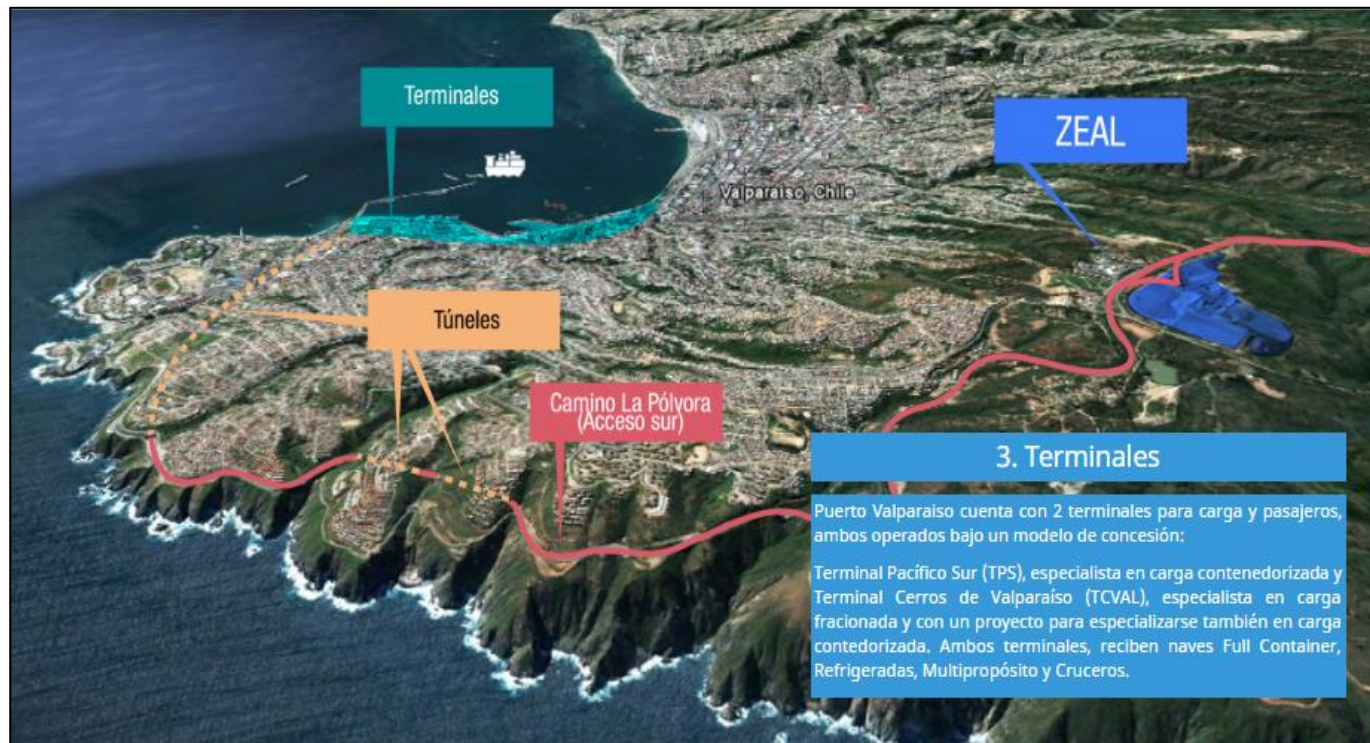 Terminales
ZEAL
Valparaiso, Chile
Túneles
Camino La Pólvora
(Acceso sur)
3. Terminales
Puerto Valparaiso cuenta con 2 terminales para carga y pasajeros,
ambos operados bajo un modelo de concesión:
Terminal Pacífico Sur (TPS), especialista en carga contenedorizada y
Terminal Cerros de Valparaíso (TCVAL), especialista en carga
fracionada y con un proyecto para especializarse también en carga
contedorizada. Ambos terminales, reciben naves Full Container,
Refrigeradas, Multipropósito y Cruceros.